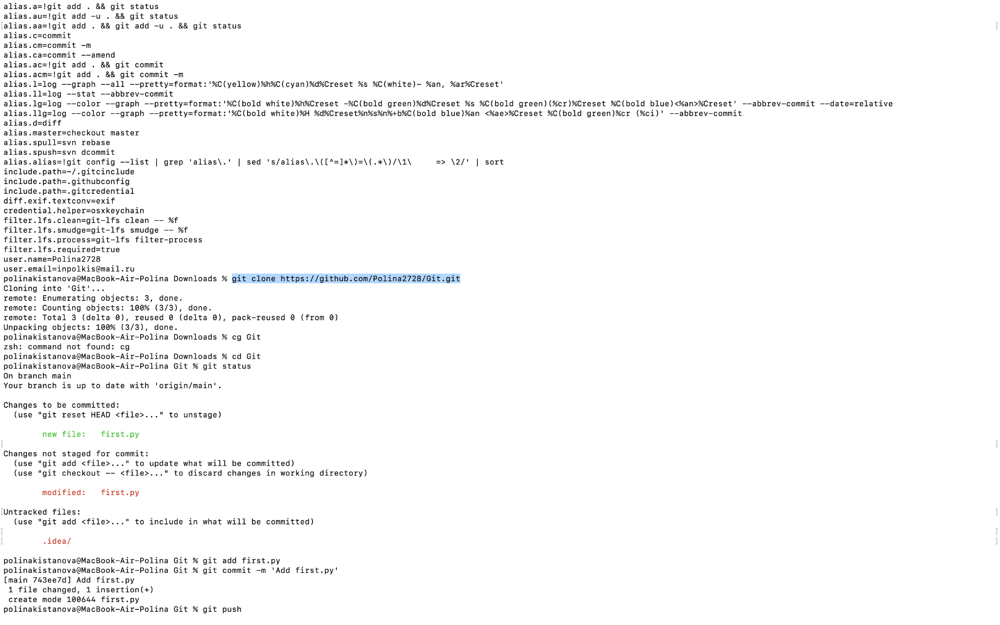 alias.a=!git add . && git status
alias.au=!git add -u . && git status
[alias.aa=!git add . && git add -u . && git status ]
alias.c=commit
alias.cm=commit -m
alias.ca=commit --amend
alias.ac=!git add . && git commit
alias.acm=!git add . && git commit -m
alias.l=log --graph --all --pretty=format:'%C(yellow)%h%C(cyan)%d%Creset %s %C(white)- %an, %ar%Creset'
alias.ll=log --stat --abbrev-commit
alias.lg=log --color --graph --pretty=format:'%C(bold white)%h%Creset -%C(bold green)%d%Creset %s %C(bold green)(%cr)%Creset %C(bold blue)<%an>%Creset' --abbrev-commit --date=relative
alias.llg=log --color --graph --pretty=format:'%C(bold white)%H %d%Creset%n%s%n%+b%C(bold blue)%an <%ae>%Creset %C(bold green)%cr (%ci)' --abbrev-commit
alias.d=diff
alias.master=checkout master
alias.spull=svn rebase
alias.spush=svn dcommit
alias.alias=!git config --list | grep 'alias\.' | sed 's/alias\.\([^=]*\)=\(.*\)/\1\     => \2/' | sort
include.path=~/.gitcinclude
include.path=.githubconfig
include.path=.gitcredential
diff.exif.textconv=exif
credential.helper=osxkeychain
filter.lfs.clean=git-lfs clean -- %f
filter.lfs.smudge=git-lfs smudge -- %f
filter.lfs.process=git-lfs filter-process
filter.lfs.required=true
user.name=Polina2728
user.email=inpolkis@mail.ru
polinakistanova@MacBook-Air-Polina Downloads % git clone https://github.com/Polina2728/Git.git
Cloning into 'Git'...
remote: Enumerating objects: 3, done.
remote: Counting objects: 100% (3/3), done.
remote: Total 3 (delta 0), reused 0 (delta 0), pack-reused 0 (from 0)
Unpacking objects: 100% (3/3), done.
polinakistanova@MacBook-Air-Polina Downloads % cg Git
zsh: command not found: cg
polinakistanova@MacBook-Air-Polina Downloads % cd Git
polinakistanova@MacBook-Air-Polina Git % git status
On branch main
Your branch is up to date with 'origin/main'.
Changes to be committed:
(use "git reset HEAD <file>..." to unstage)
new file:   first.py
[ ]
Changes not staged for commit:
(use "git add <file>..." to update what will be committed)
(use "git checkout -- <file>..." to discard changes in working directory)
modified:   first.py
[Untracked files: ]
(use "git add <file>..." to include in what will be committed)
[ ]
[ .idea/ ]
polinakistanova@MacBook-Air-Polina Git % git add first.py
polinakistanova@MacBook-Air-Polina Git % git commit -m 'Add first.py'
[main 743ee7d] Add first.py
1 file changed, 1 insertion(+)
create mode 100644 first.py
polinakistanova@MacBook-Air-Polina Git % git push